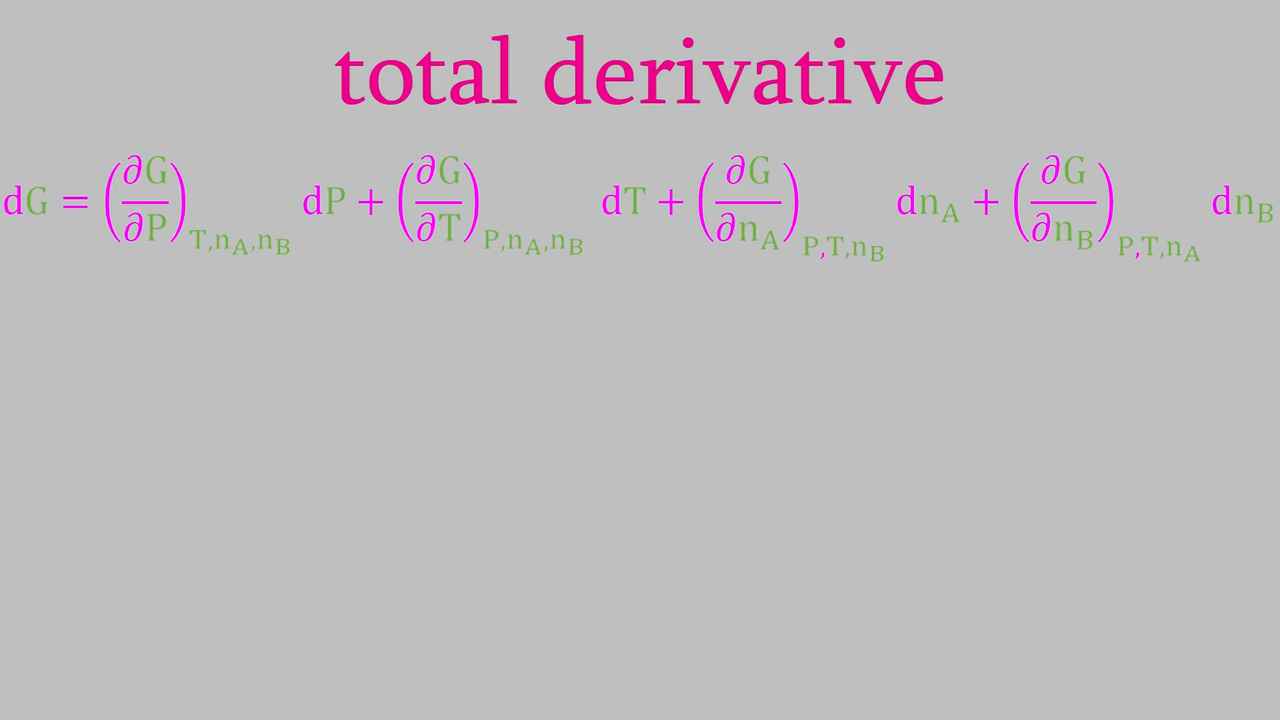 total derivative
dG = (∂G/∂P)_{T,n_A,n_B} dP + (∂G/∂T)_{P,n_A,n_B} dT + (∂G/∂n_A)_{P,T,n_B} dn_A + (∂G/∂n_B)_{P,T,n_A} dn_B